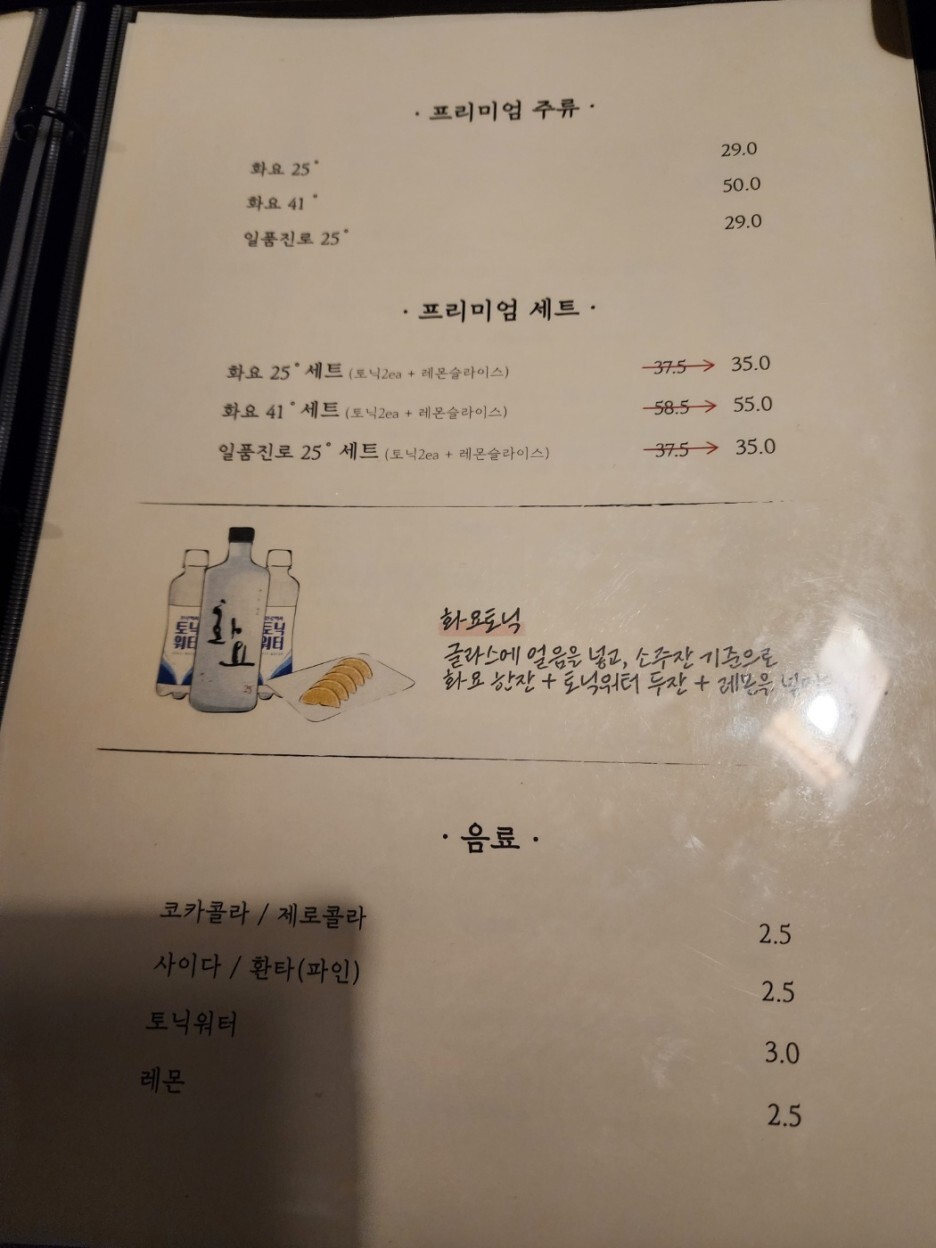 · 프리미엄 주류 ·
화요 25° 29.0
화요 41° 50.0
일품진로 25° 29.0
· 프리미엄 세트 ·
화요 25° 세트 (토닉2ea + 레몬슬라이스) 37.5 → 35.0
화요 41° 세트 (토닉2ea + 레몬슬라이스) 58.5 → 55.0
일품진로 25° 세트 (토닉2ea + 레몬슬라이스) 37.5 → 35.0
토닉 워터
화요
25
토닉 워터
화요토닉
글라스에 얼음을 넣고, 소주잔 기준으로
화요 한잔 + 토닉워터 두잔 + 레몬을
· 음료 ·
코카콜라 / 제로콜라 2.5
사이다 / 환타(파인) 2.5
토닉워터 3.0
레몬 2.5